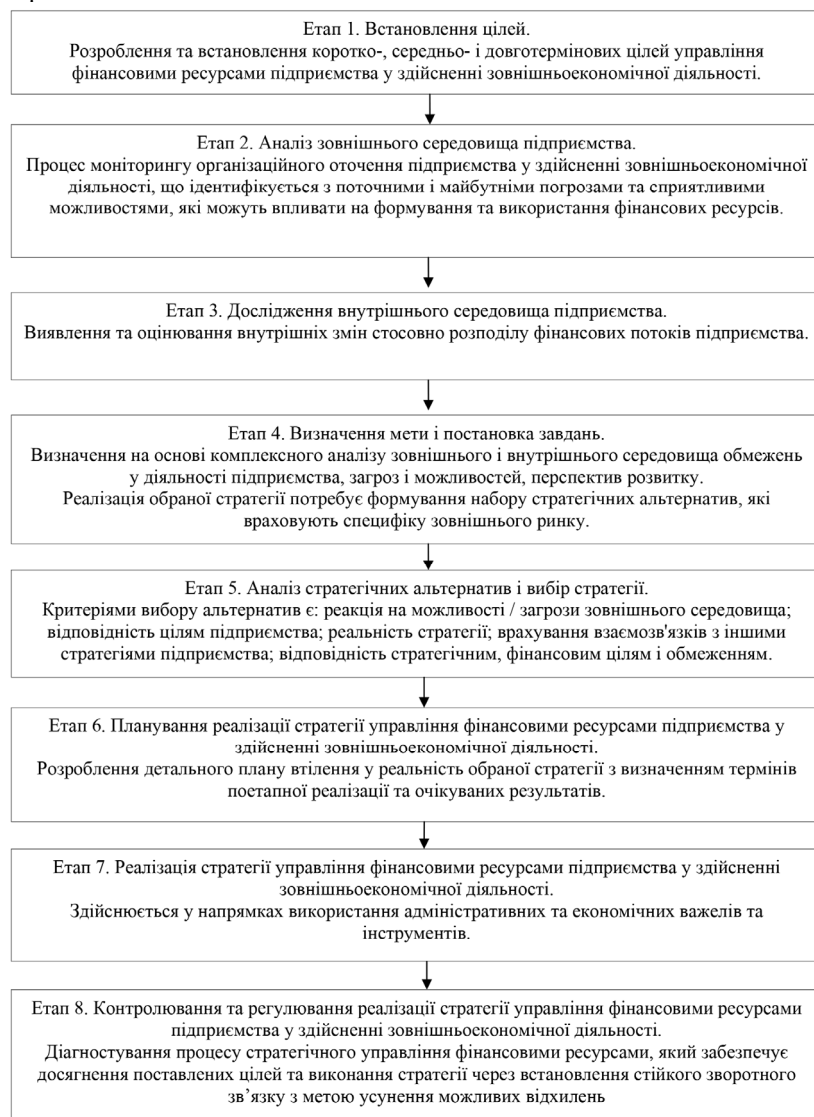 Етап 1. Встановлення цілей.
Розроблення та встановлення коротко-, середньо- і довготермінових цілей управління
фінансовими ресурсами підприємства у здійсненні зовнішньоекономічної діяльності.
Етап 2. Аналіз зовнішнього середовища підприємства.
Процес моніторингу організаційного оточення підприємства у здійсненні зовнішньоекономічної
діяльності, що ідентифікується з поточними і майбутніми погрозами та сприятливими
можливостями, які можуть впливати на формування та використання фінансових ресурсів.
Етап 3. Дослідження внутрішнього середовища підприємства.
Виявлення та оцінювання внутрішніх змін стосовно розподілу фінансових потоків підприємства.
Етап 4. Визначення мети і постановка завдань.
Визначення на основі комплексного аналізу зовнішнього і внутрішнього середовища обмежень
у діяльності підприємства, загроз і можливостей, перспектив розвитку.
Реалізація обраної стратегії потребує формування набору стратегічних альтернатив, які
враховують специфіку зовнішнього ринку.
Етап 5. Аналіз стратегічних альтернатив і вибір стратегії.
Критеріями вибору альтернатив є: реакція на можливості / загрози зовнішнього середовища;
відповідність цілям підприємства; реальність стратегії; врахування взаємозв'язків з іншими
стратегіями підприємства; відповідність стратегічним, фінансовим цілям і обмеженням.
Етап 6. Планування реалізації стратегії управління фінансовими ресурсами підприємства у
здійсненні зовнішньоекономічної діяльності.
Розроблення детального плану втілення у реальність обраної стратегії з визначенням термінів
поетапної реалізації та очікуваних результатів.
Етап 7. Реалізація стратегії управління фінансовими ресурсами підприємства у здійсненні
зовнішньоекономічної діяльності.
Здійснюється у напрямках використання адміністративних та економічних важелів та
інструментів.
Етап 8. Контролювання та регулювання реалізації стратегії управління фінансовими ресурсами
підприємства у здійсненні зовнішньоекономічної діяльності.
Діагностування процесу стратегічного управління фінансовими ресурсами, який забезпечує
досягнення поставлених цілей та виконання стратегії через встановлення стійкого зворотного
зв’язку з метою усунення можливих відхилень